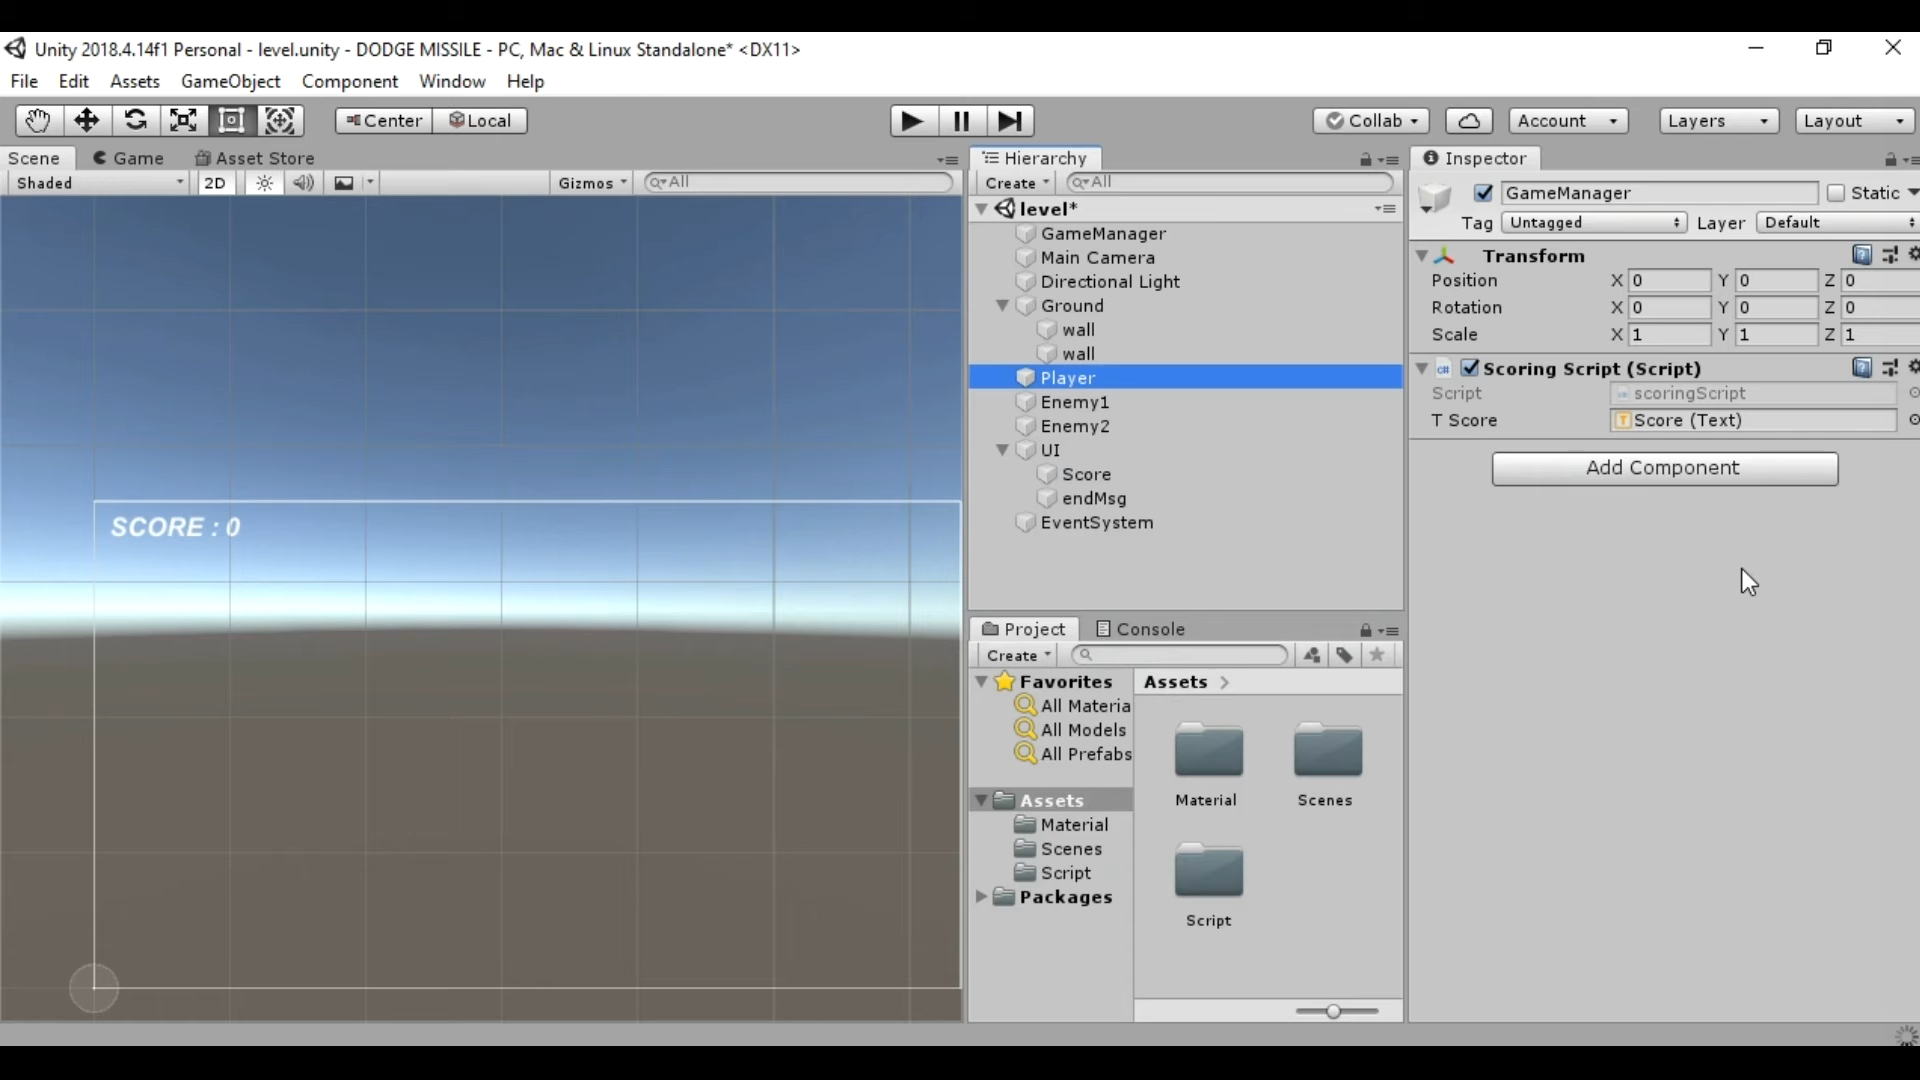 Unity 2018.4.14f1 Personal - level.unity - DODGE MISSILE - PC, Mac & Linux Standalone* <DX11>
File Edit Assets GameObject Component Window Help
Center Local Collab Account Layers Layout
Scene Game Asset Store
Shaded 2D Gizmos All
SCORE : 0
Hierarchy
Create All
level*
GameManager
Main Camera
Directional Light
Ground
wall
wall
Player
Enemy1
Enemy2
UI
Score
endMsg
EventSystem
Project Console
Create
Favorites
All Materia
All Models
All Prefabs
Assets
Material
Scenes
Script
Packages
Assets
Material Scenes
Script
Inspector
GameManager Static
Tag Untagged Layer Default
Transform
Position X 0 Y 0 Z 0
Rotation X 0 Y 0 Z 0
Scale X 1 Y 1 Z 1
Scoring Script (Script)
Script scoringScript
T Score Score (Text)
Add Component